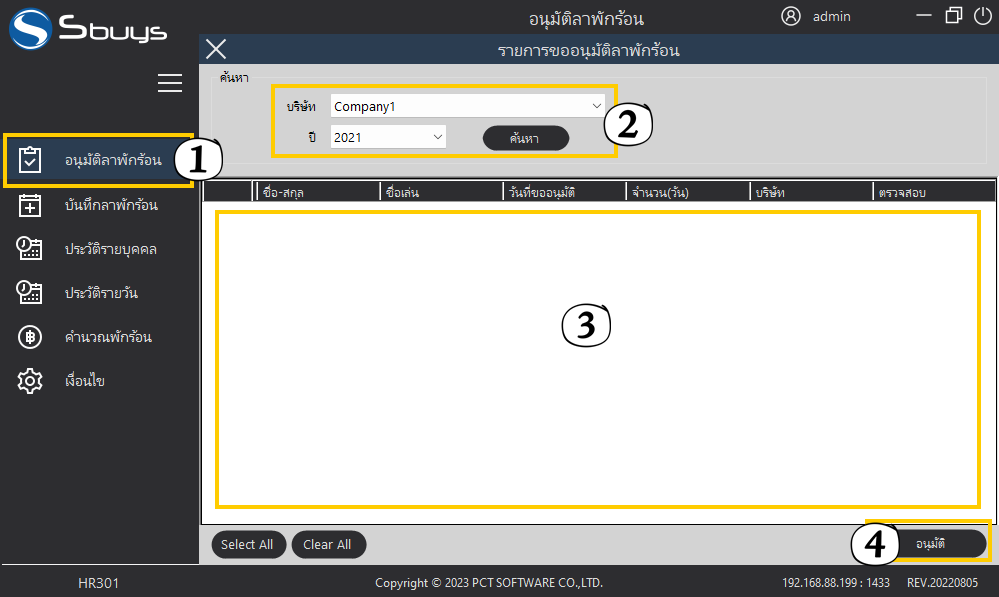 Sbuys
อนุมัติลาพักร้อน
admin
รายการขออนุมัติลาพักร้อน
ค้นหา
บริษัท Company1
ปี 2021 ค้นหา
2
อนุมัติลาพักร้อน
1
บันทึกลาพักร้อน
ประวัติรายบุคคล
ประวัติรายวัน
คำนวณพักร้อน
เงื่อนไข
ชื่อ-สกุล ชื่อเล่น วันที่ขออนุมัติ จำนวน(วัน) บริษัท ตรวจสอบ
3
Select All Clear All
4
อนุมัติ
HR301 Copyright © 2023 PCT SOFTWARE CO.,LTD. 192.168.88.199 : 1433 REV.20220805